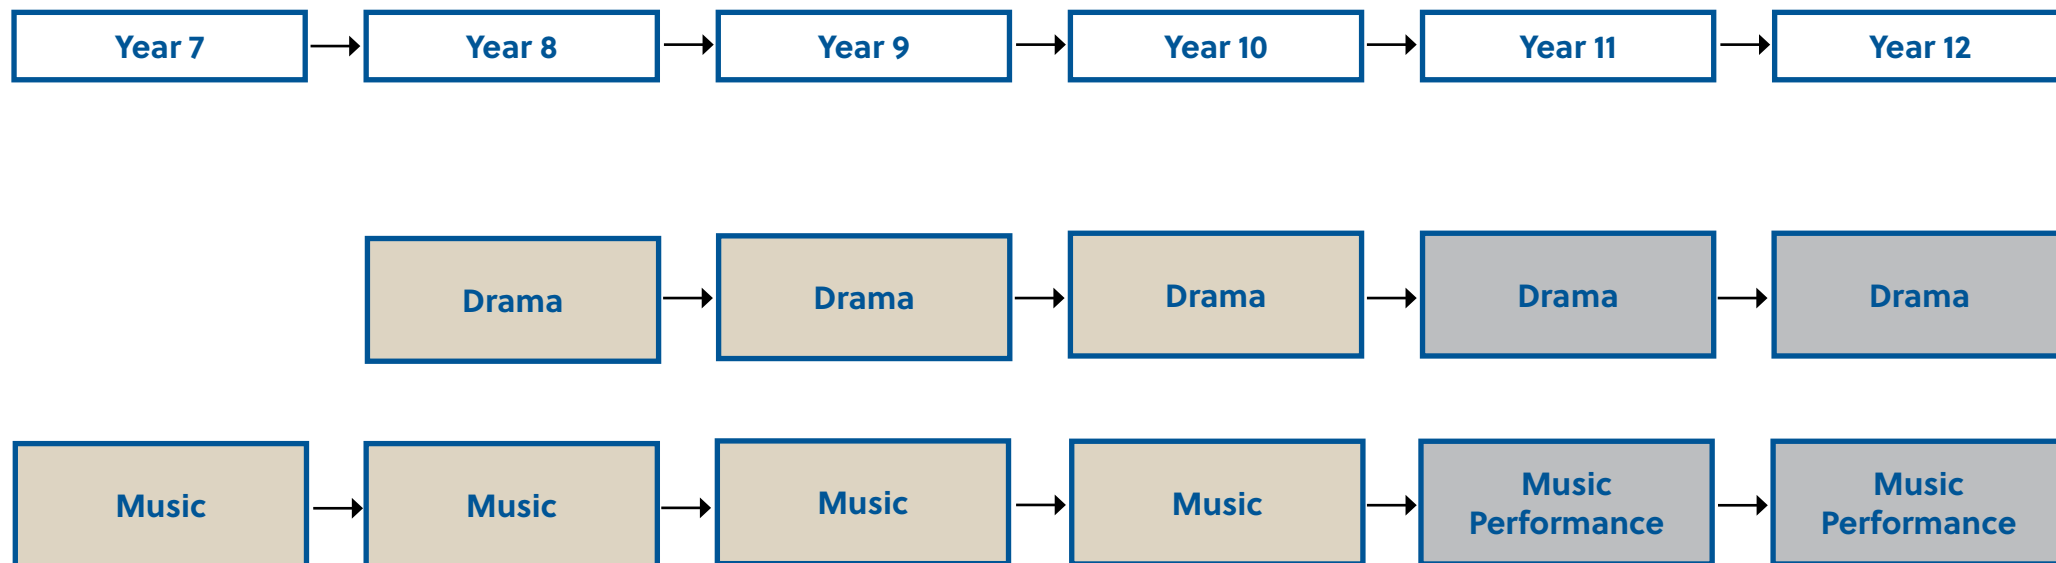 Year 7
Year 8
Year 9
Year 10
Year 11
Year 12
Drama
Drama
Drama
Drama
Drama
Music
Music
Music
Music
Music
Performance
Music
Performance